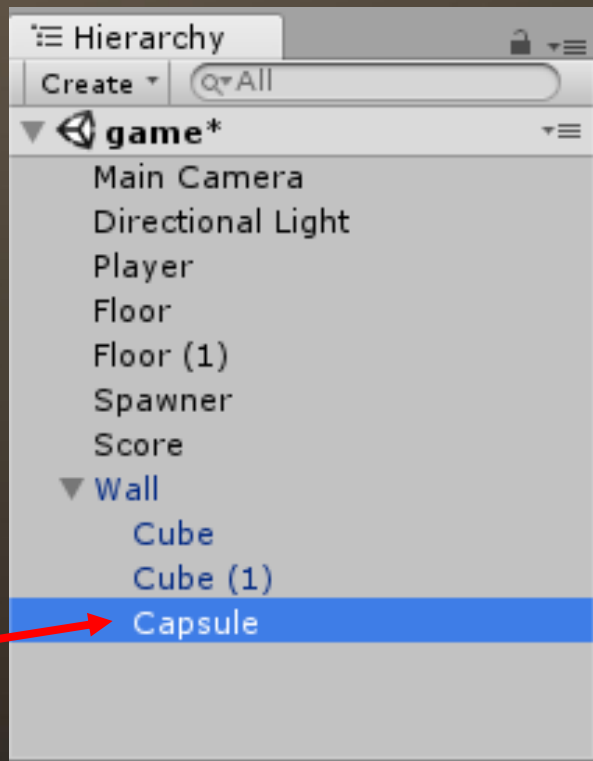 Hierarchy
Create All
game*
Main Camera
Directional Light
Player
Floor
Floor (1)
Spawner
Score
Wall
Cube
Cube (1)
Capsule